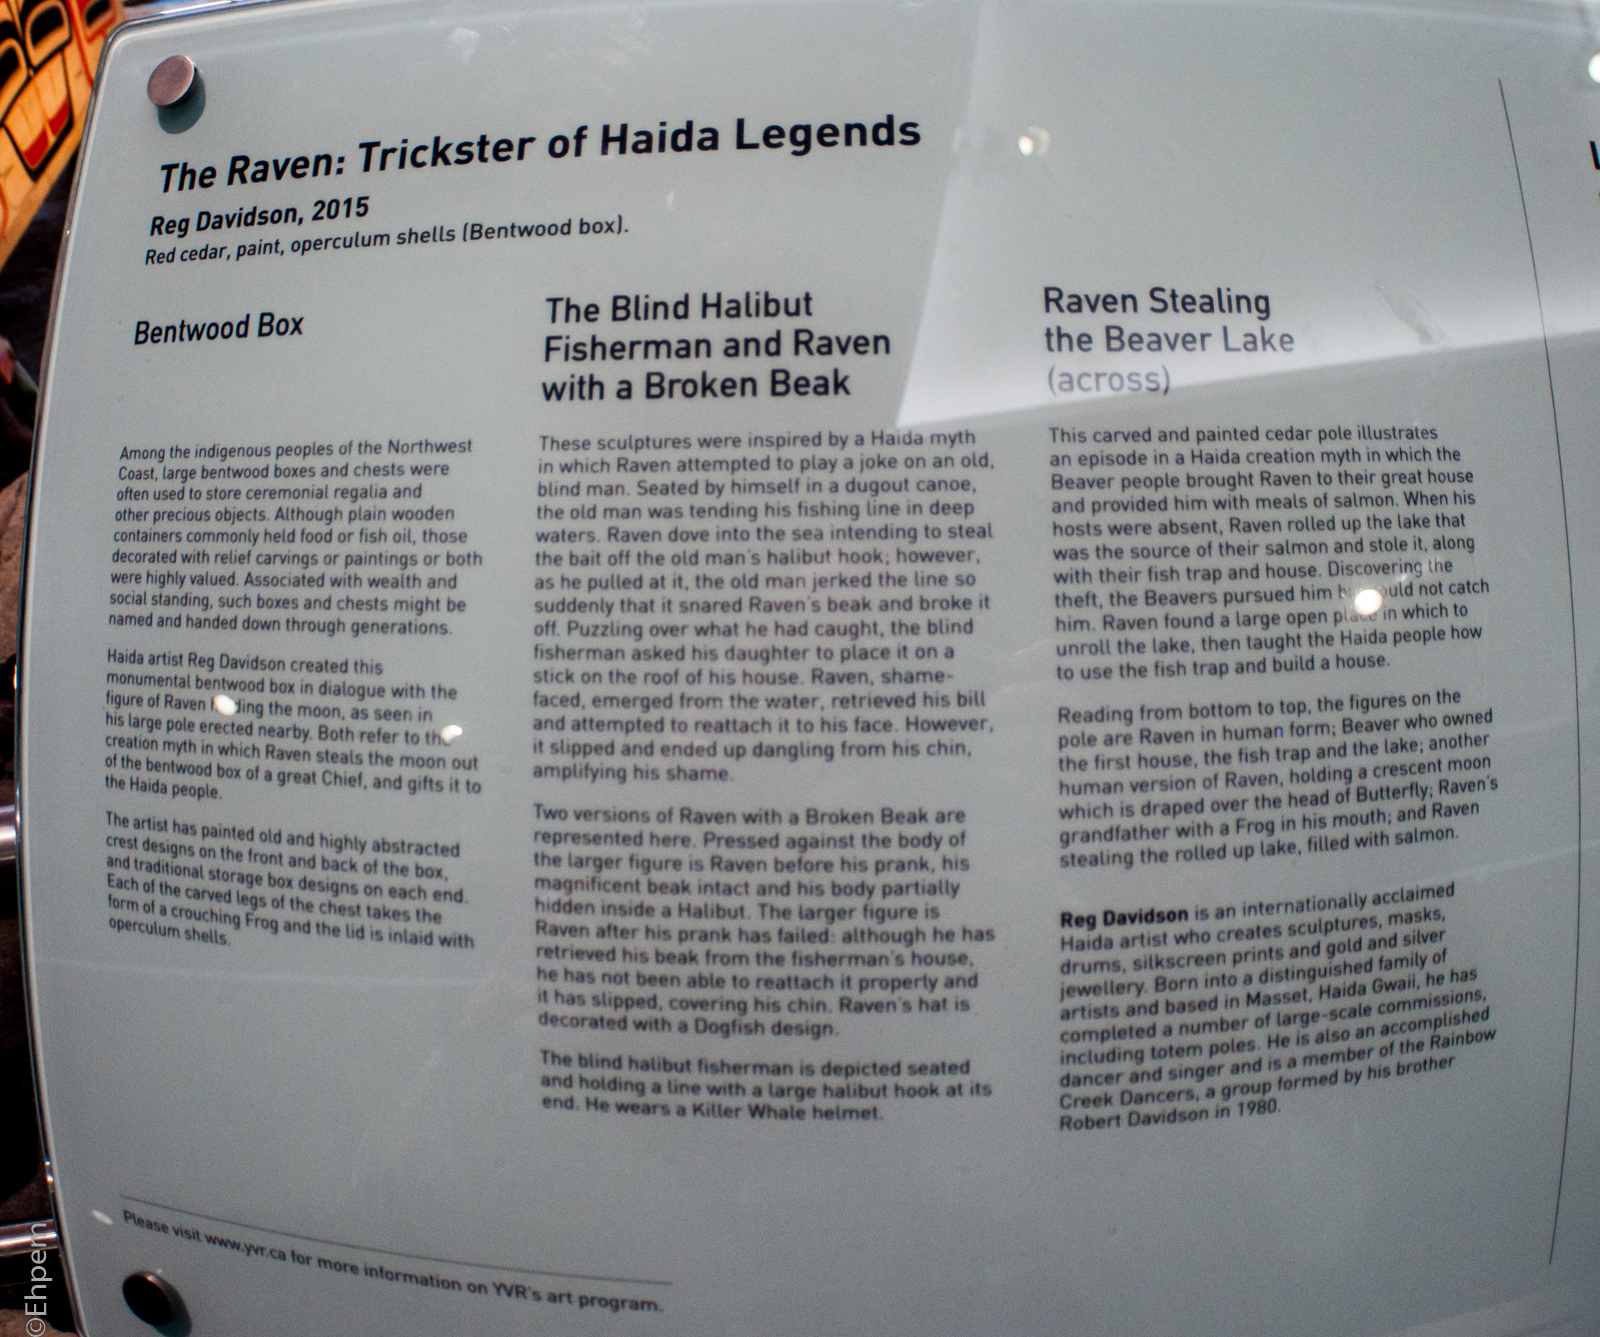 The Raven: Trickster of Haida Legends
Reg Davidson, 2015
Red cedar, paint, operculum shells (Bentwood box).
Bentwood Box
Among the indigenous peoples of the Northwest
Coast, large bentwood boxes and chests were
often used to store ceremonial regalia and
other precious objects. Although plain wooden
containers commonly held food or fish oil, those
decorated with relief carvings or paintings or both
were highly valued. Associated with wealth and
social standing, such boxes and chests might be
named and handed down through generations.
Haida artist Reg Davidson created this
monumental bentwood box in dialogue with the
figure of Raven the moon, as seen in
his large pole erected nearby. Both refer to the
creation myth in which Raven steals the moon out
of the bentwood box of a great Chief, and gifts it to
the Haida people.
The artist has painted old and highly abstracted
crest designs on the front and back of the box,
and traditional storage box designs on each end.
Each of the carved legs of the chest takes the
form of a crouching Frog and the lid is inlaid with
operculum shells.
The Blind Halibut
Fisherman and Raven
with a Broken Beak
These sculptures were inspired by a Haida myth
in which Raven attempted to play a joke on an old,
blind man. Seated by himself in a dugout canoe,
the old man was tending his fishing line in deep
waters. Raven dove into the sea intending to steal
the bait off the old man's halibut hook; however,
as he pulled at it, the old man jerked the line so
suddenly that it snared Raven's beak and broke it
off. Puzzling over what he had caught, the blind
fisherman asked his daughter to place it on a
stick on the roof of his house. Raven, shame-
faced, emerged from the water, retrieved his bill
and attempted to reattach it to his face. However,
it slipped and ended up dangling from his chin,
amplifying his shame.
Two versions of Raven with a Broken Beak are
represented here. Pressed against the body of
the larger figure is Raven before his prank, his
magnificent beak intact and his body partially
hidden inside a Halibut. The larger figure is
Raven after his prank has failed: although he has
retrieved his beak from the fisherman's house,
he has not been able to reattach it properly and
it has slipped, covering his chin. Raven's hat is
decorated with a Dogfish design.
The blind halibut fisherman is depicted seated
and holding a line with a large halibut hook at its
end. He wears a Killer Whale helmet.
Raven Stealing
the Beaver Lake
(across)
This carved and painted cedar pole illustrates
an episode in a Haida creation myth in which the
Beaver people brought Raven to their great house
and provided him with meals of salmon. When his
hosts were absent, Raven rolled up the lake that
was the source of their salmon and stole it, along
with their fish trap and house. Discovering the
theft, the Beavers pursued him but could not catch
him. Raven found a large open place in which to
unroll the lake, then taught the Haida people how
to use the fish trap and build a house.
Reading from bottom to top, the figures on the
pole are Raven in human form; Beaver who owned
the first house, the fish trap and the lake; another
human version of Raven, holding a crescent moon
which is draped over the head of Butterfly; Raven's
grandfather with a Frog in his mouth; and Raven
stealing the rolled up lake, filled with salmon.
Reg Davidson is an internationally acclaimed
Haida artist who creates sculptures, masks,
drums, silkscreen prints and gold and silver
jewellery. Born into a distinguished family of
artists and based in Masset, Haida Gwaii, he has
completed a number of large-scale commissions,
including totem poles. He is also an accomplished
dancer and singer and is a member of the Rainbow
Creek Dancers, a group formed by his brother
Robert Davidson in 1980.
Please visit www.yvr.ca for more information on YVR's art program.
©Ehpem